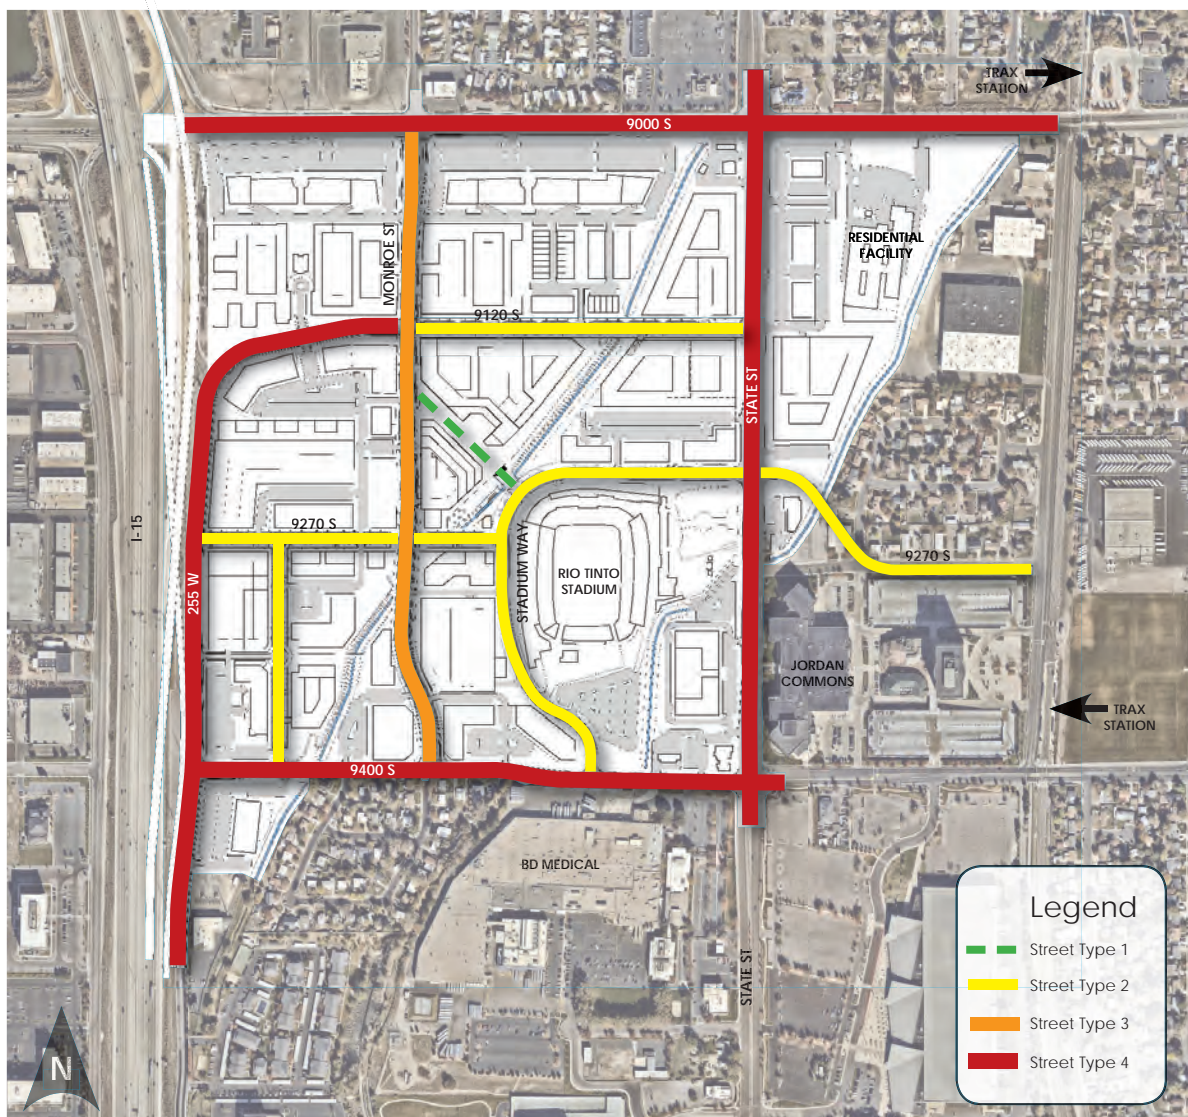 TRAX
STATION
9000 S
MONROE ST
RESIDENTIAL
FACILITY
9120 S
STATE ST
I-15
9270 S
STADIUM WAY
9270 S
RIO TINTO
STADIUM
255 W
JORDAN
COMMONS
TRAX
STATION
9400 S
BD MEDICAL
STATE ST
Legend
Street Type 1
Street Type 2
Street Type 3
Street Type 4
N